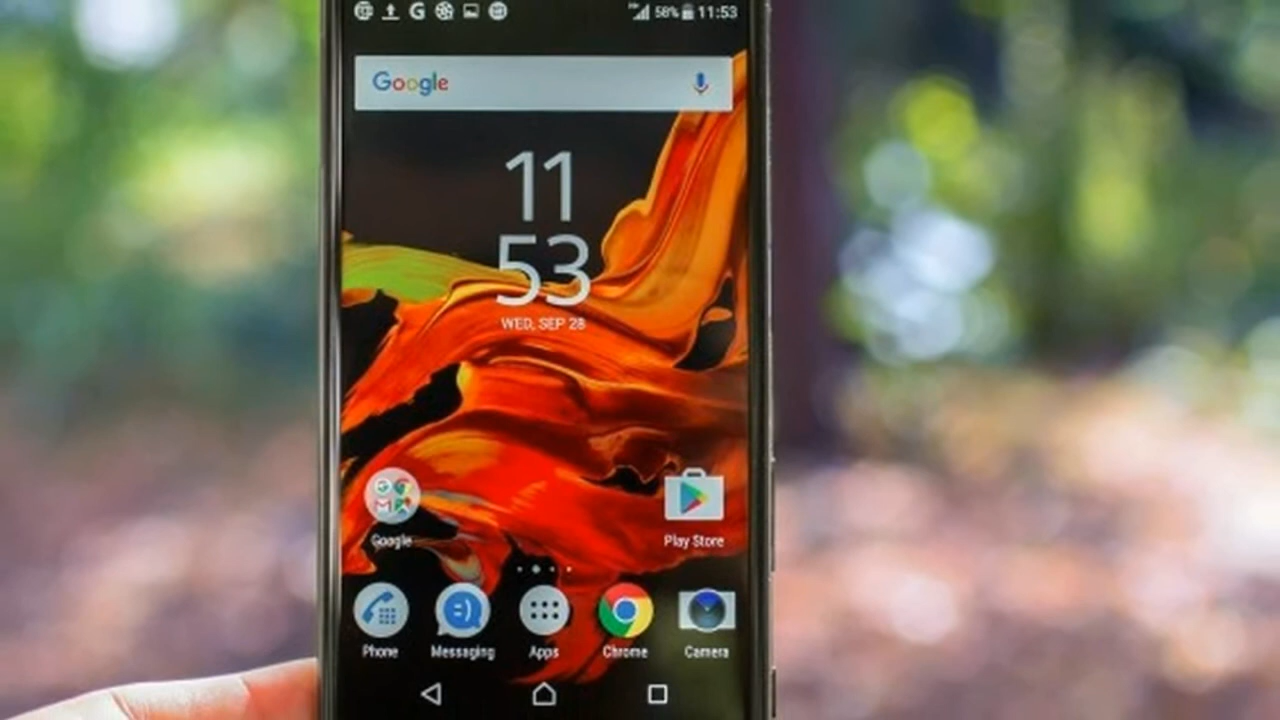 G 58% 11:53
Google
11
53
WED, SEP 28
Google Play Store
Phone Messaging Apps Chrome Camera